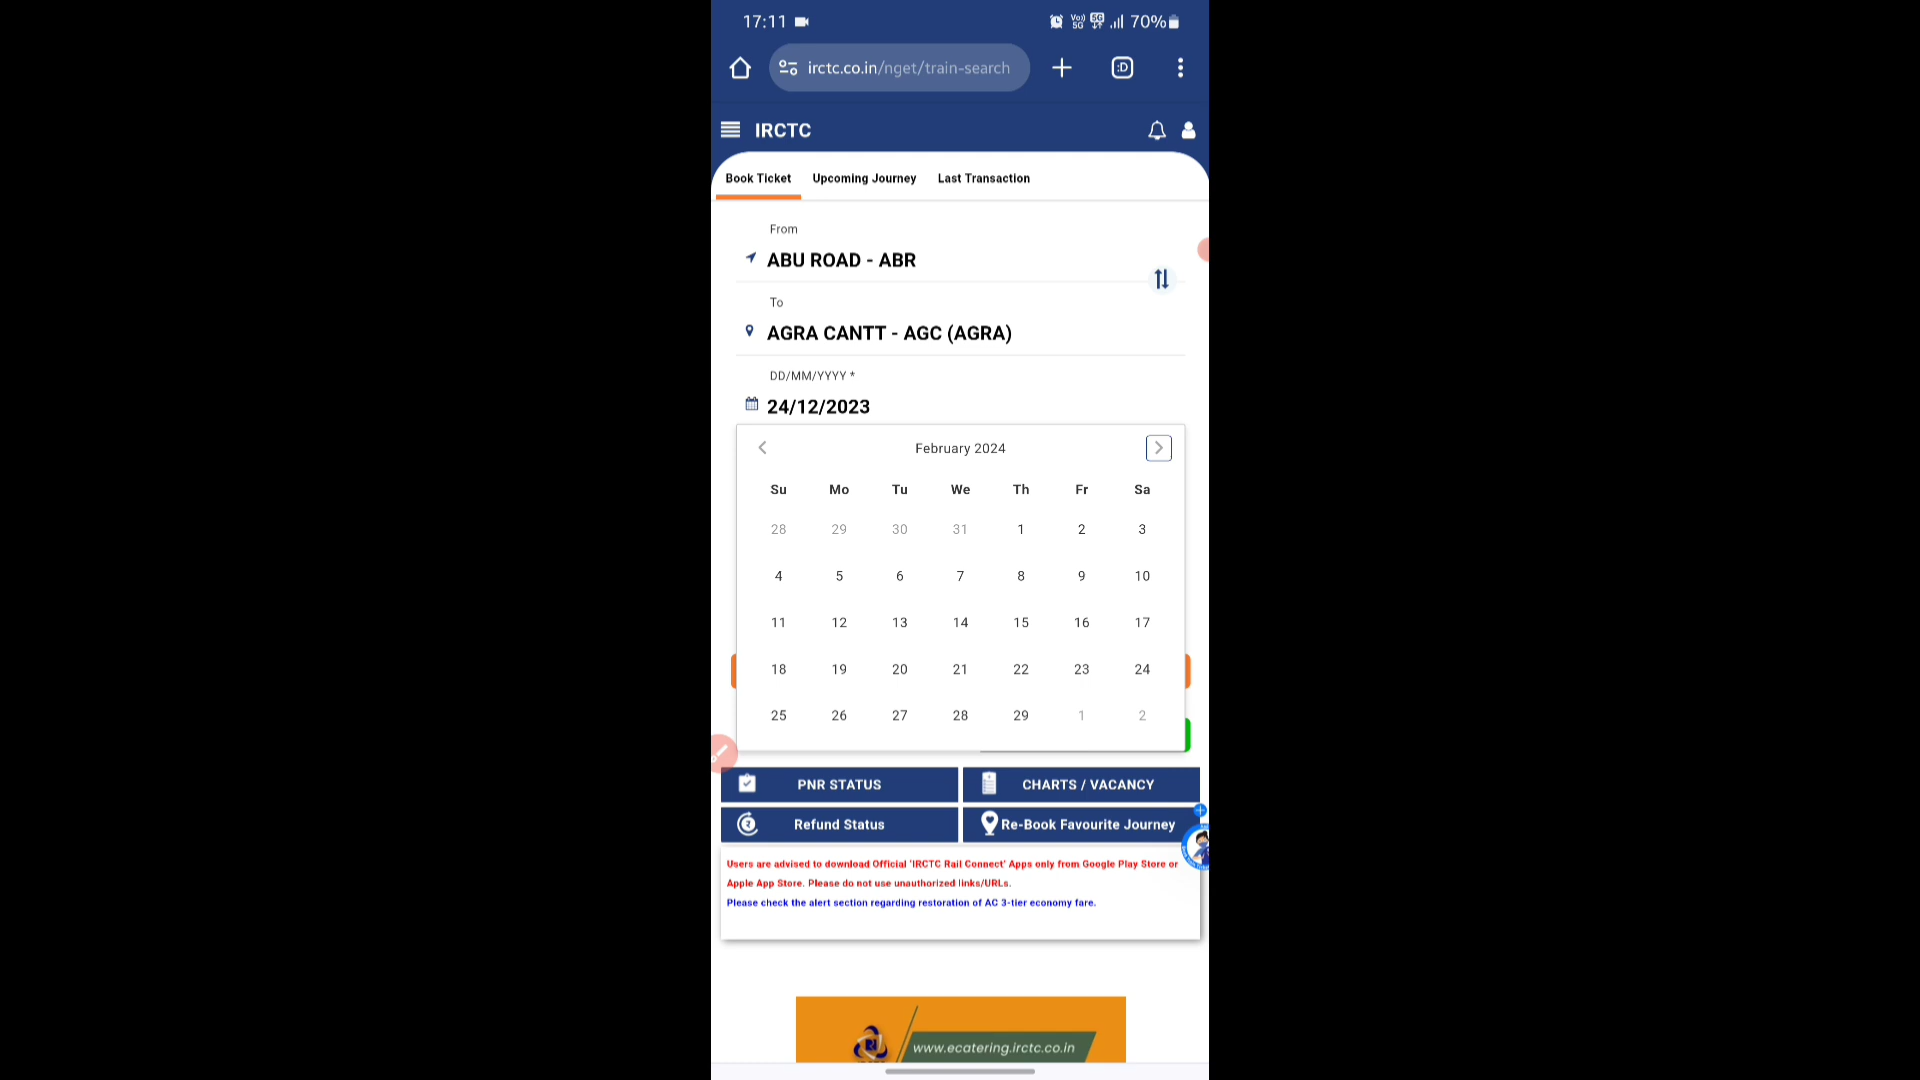 17:11
Vo)) 5G 5G 70%
irctc.co.in/nget/train-search
:D
IRCTC
Book Ticket Upcoming Journey Last Transaction
From
ABU ROAD - ABR
To
AGRA CANTT - AGC (AGRA)
DD/MM/YYYY *
24/12/2023
February 2024
Su Mo Tu We Th Fr Sa
28 29 30 31 1 2 3
4 5 6 7 8 9 10
11 12 13 14 15 16 17
18 19 20 21 22 23 24
25 26 27 28 29 1 2
PNR STATUS CHARTS / VACANCY
Refund Status Re-Book Favourite Journey
Users are advised to download Official 'IRCTC Rail Connect' Apps only from Google Play Store or
Apple App Store. Please do not use unauthorized links/URLs.
Please check the alert section regarding restoration of AC 3-tier economy fare.
www.ecatering.irctc.co.in